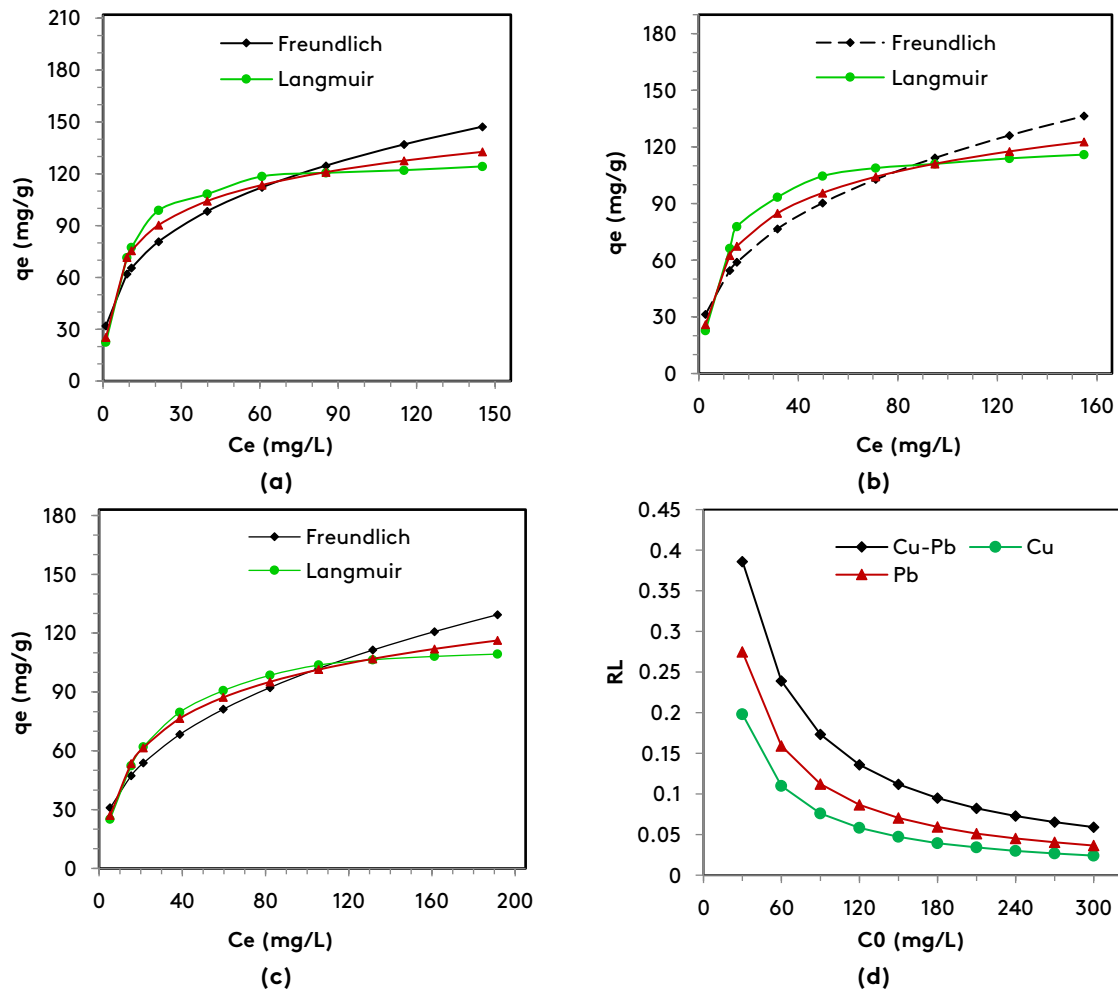 210
180
150
120
90
60
30
0
qe (mg/g)
Freundlich
Langmuir
0 30 60 90 120 150
Ce (mg/L)
(a)
180
150
120
90
60
30
0
qe (mg/g)
Freundlich
Langmuir
0 40 80 120 160
Ce (mg/L)
(b)
180
150
120
90
60
30
0
qe (mg/g)
Freundlich
Langmuir
0 40 80 120 160 200
Ce (mg/L)
(c)
0.45
0.4
0.35
0.3
0.25
0.2
0.15
0.1
0.05
0
RL
Cu-Pb Cu
Pb
0 60 120 180 240 300
C0 (mg/L)
(d)